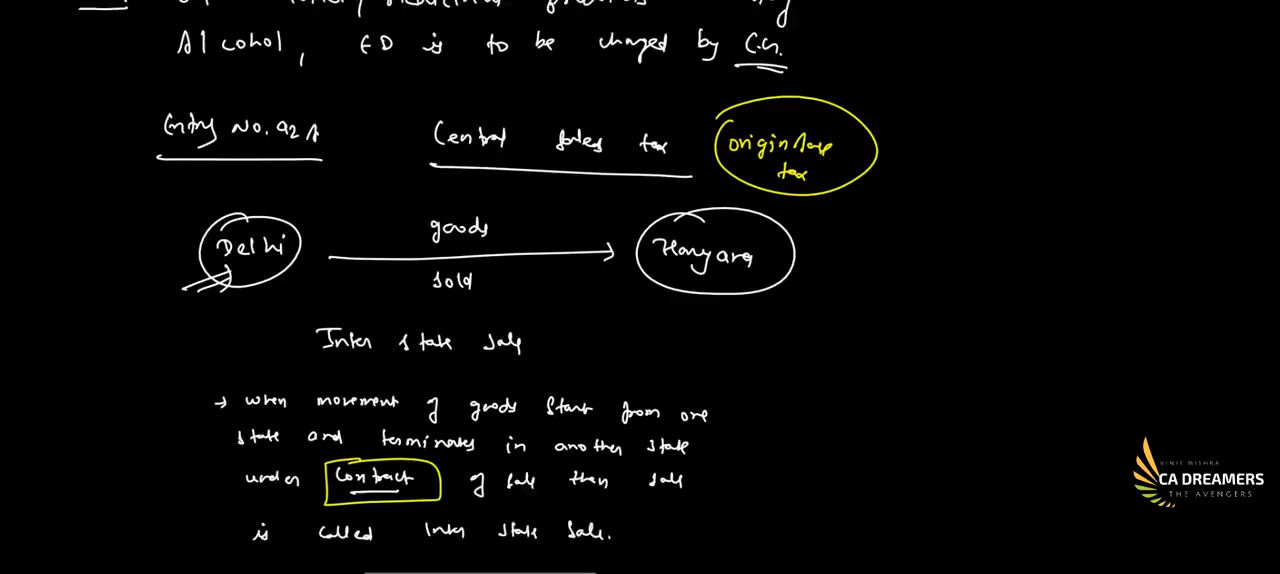 Alcohol, ED is to be charged by C.G.
Entry No. 92A
Central Sales tax
origin base
tax
Delhi
goods
sold
Haryana
Inter state sale
→ when movement of goods start from one
state and terminates in another state
under Contract of sale then sale
is called Inter state Sale.
VINIT MISHRA
CA DREAMERS
THE AVENGERS